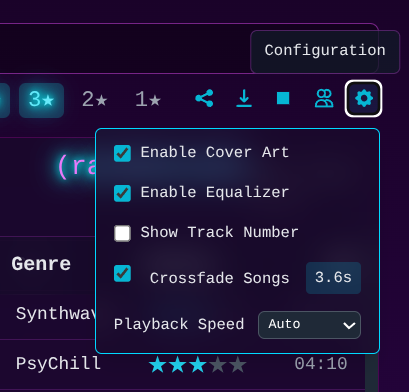 Configuration
3★ 2★ 1★
(ra
Enable Cover Art
Enable Equalizer
Show Track Number
Genre
Crossfade Songs 3.6s
Synthwav
Playback Speed Auto
PsyChill ★★★★★ 04:10